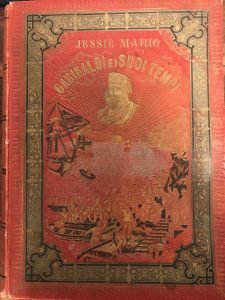 JESSIE MARIO
GARIBALDI E I SUOI TEMPI